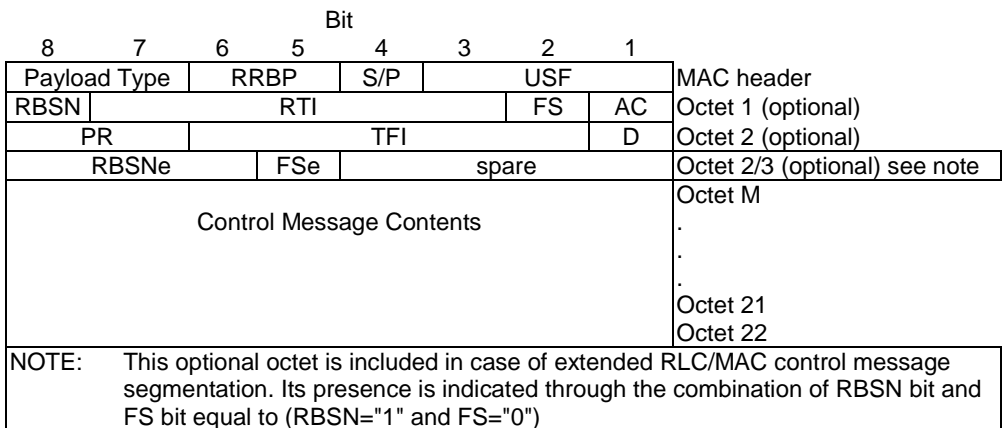 Bit
8 7 6 5 4 3 2 1
Payload Type RRBP S/P USF MAC header
RBSN RTI FS AC Octet 1 (optional)
PR TFI D Octet 2 (optional)
RBSNe FSe spare Octet 2/3 (optional) see note
Octet M
Control Message Contents .
.
.
Octet 21
Octet 22
NOTE: This optional octet is included in case of extended RLC/MAC control message
segmentation. Its presence is indicated through the combination of RBSN bit and
FS bit equal to (RBSN="1" and FS="0")